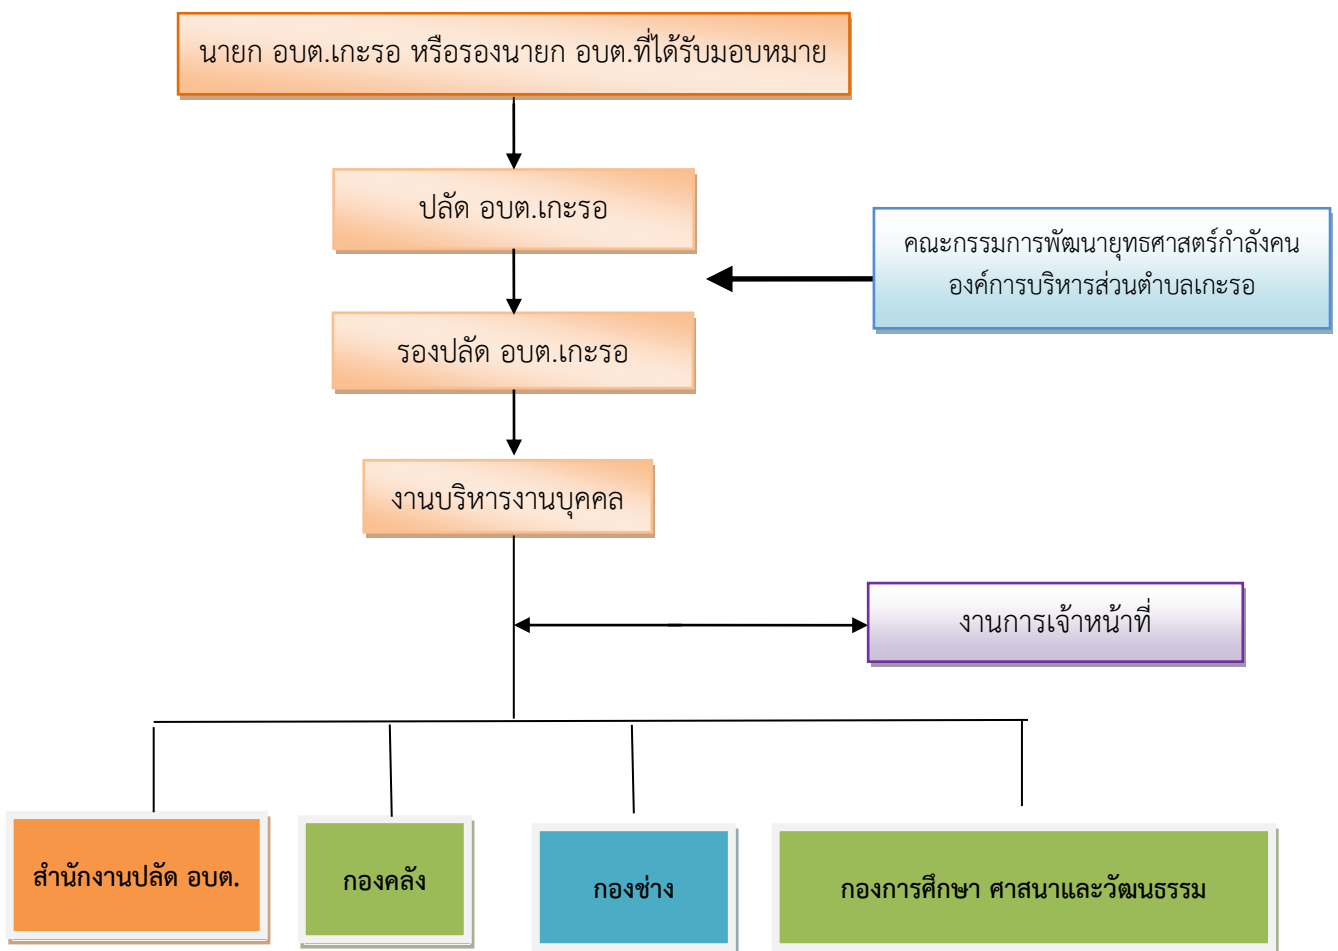 นายก อบต.เกะรอ หรือรองนายก อบต.ที่ได้รับมอบหมาย
ปลัด อบต.เกะรอ
คณะกรรมการพัฒนายุทธศาสตร์กำลังคน
องค์การบริหารส่วนตำบลเกะรอ
รองปลัด อบต.เกะรอ
งานบริหารงานบุคคล
งานการเจ้าหน้าที่
สำนักงานปลัด อบต.
กองคลัง
กองช่าง
กองการศึกษา ศาสนาและวัฒนธรรม